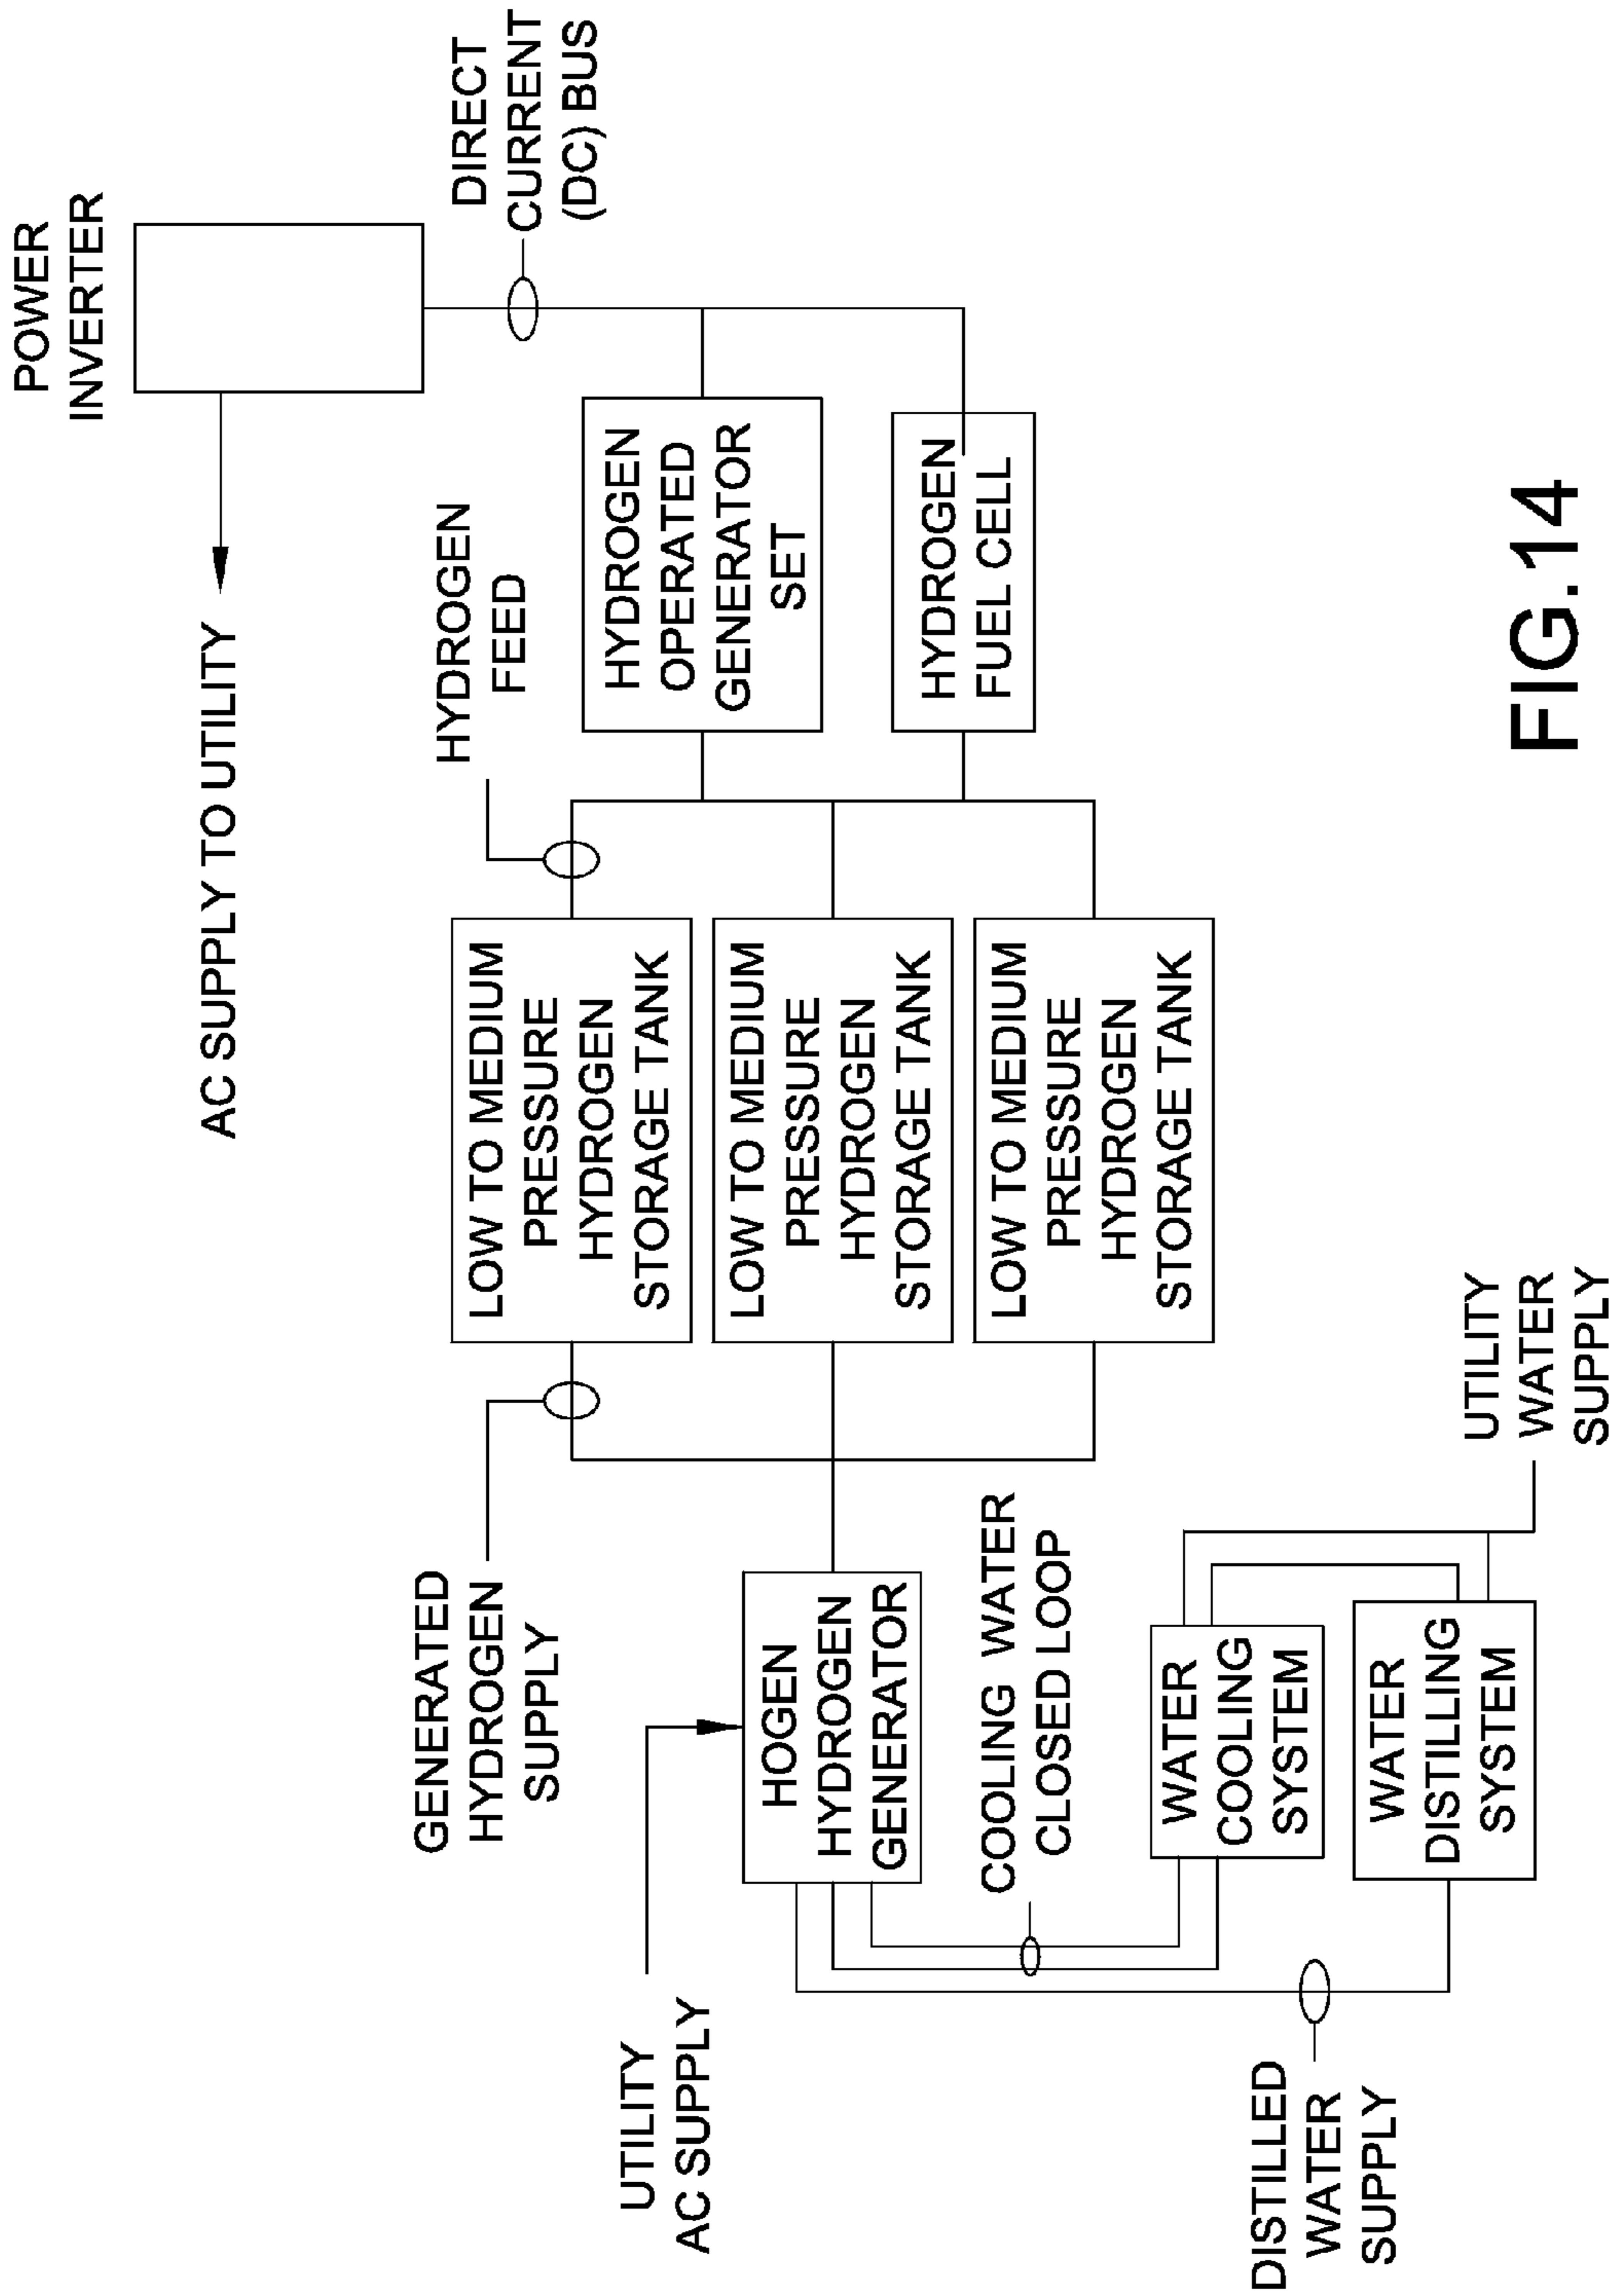 POWER
INVERTER
AC SUPPLY TO UTILITY
DIRECT
CURRENT
(DC) BUS
HYDROGEN
FEED
GENERATED
HYDROGEN
SUPPLY
UTILITY
AC SUPPLY
LOW TO MEDIUM
PRESSURE
HYDROGEN
STORAGE TANK
HYDROGEN
OPERATED
GENERATOR
SET
HOGEN
HYDROGEN
GENERATOR
LOW TO MEDIUM
PRESSURE
HYDROGEN
STORAGE TANK
HYDROGEN
FUEL CELL
COOLING WATER
CLOSED LOOP
LOW TO MEDIUM
PRESSURE
HYDROGEN
STORAGE TANK
WATER
COOLING
SYSTEM
DISTILLED
WATER
SUPPLY
WATER
DISTILLING
SYSTEM
UTILITY
WATER
SUPPLY
FIG.14